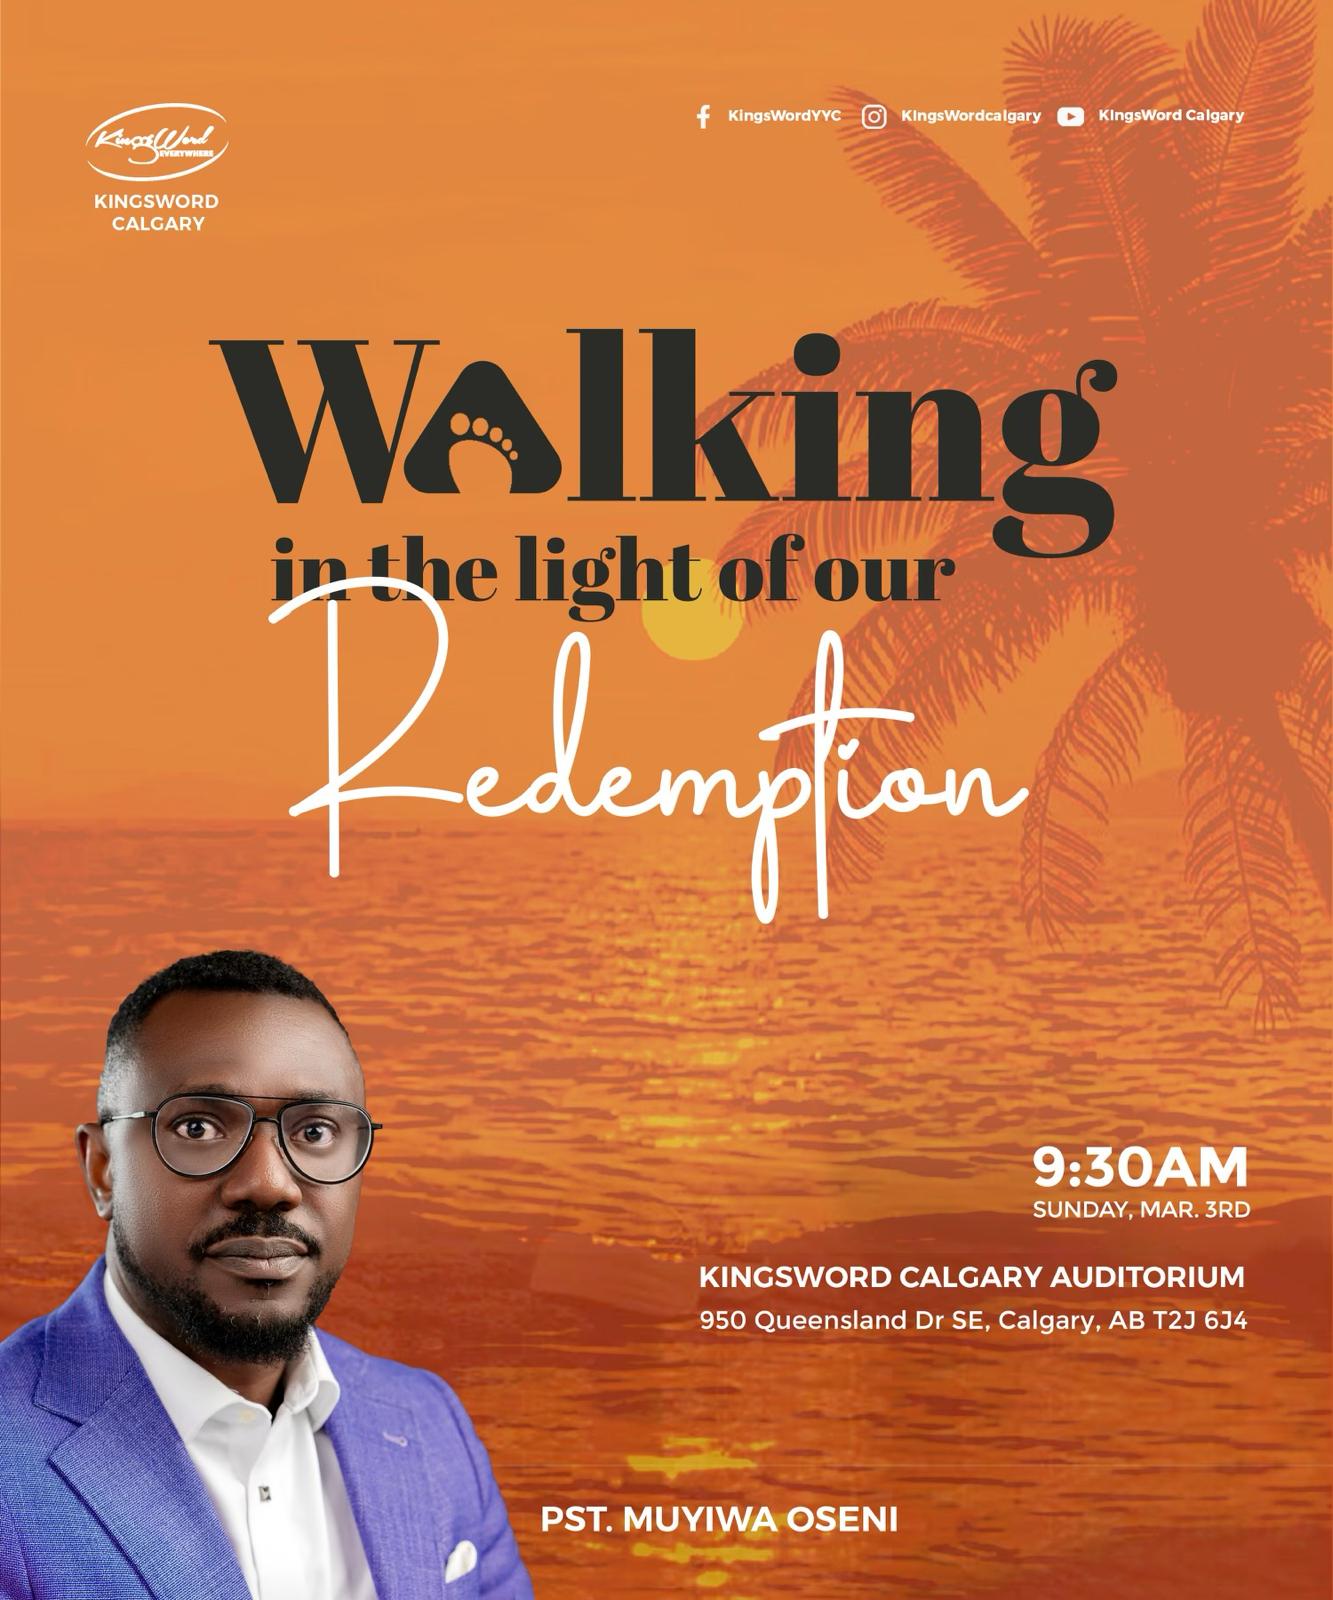 KingsWord
EVERYWHERE
KINGSWORD
CALGARY
KingsWordYYC KIngsWordcalgary KIngsWord Calgary
Walking
in the light of our
Redemption
9:30AM
SUNDAY, MAR. 3RD
KINGSWORD CALGARY AUDITORIUM
950 Queensland Dr SE, Calgary, AB T2J 6J4
PST. MUYIWA OSENI